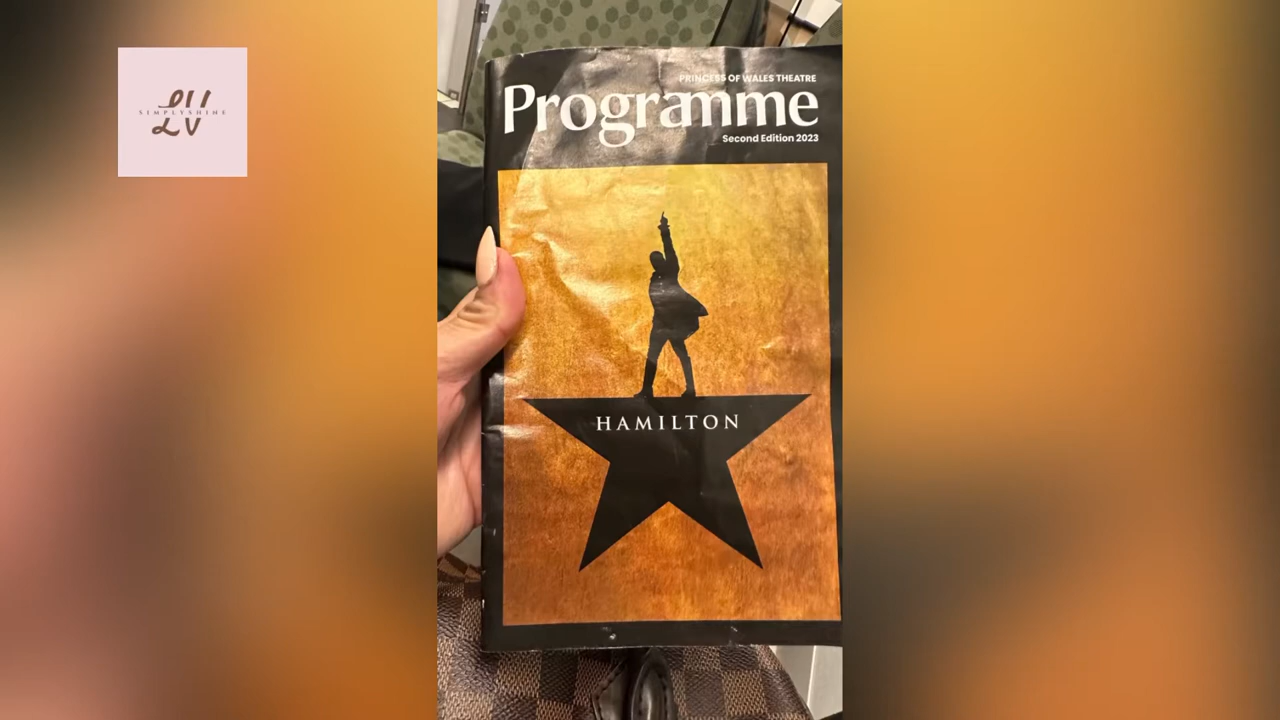 SIMPLYSHINE
LV
PRINCESS OF WALES THEATRE
Programme
Second Edition 2023
HAMILTON